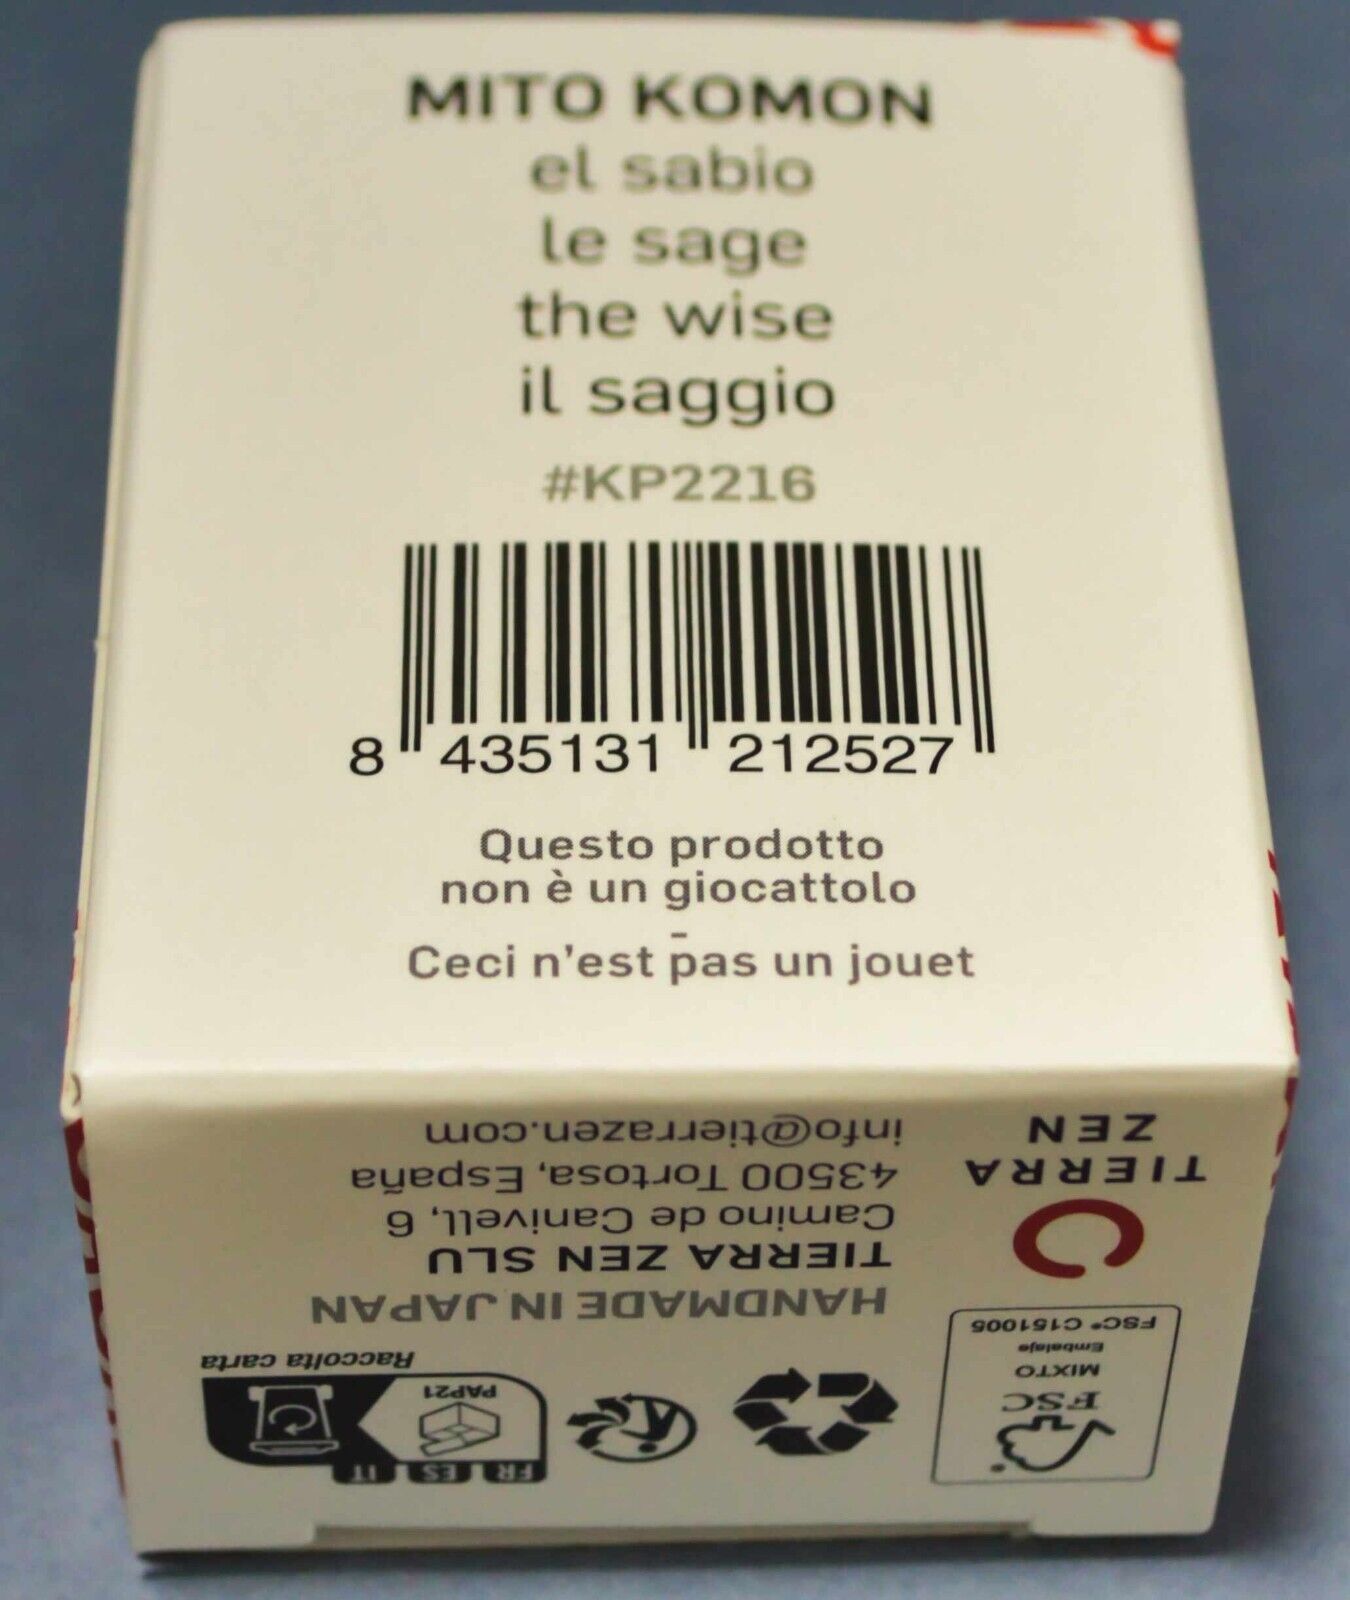 MITO KOMON
el sabio
le sage
the wise
il saggio
#KP2216
8 435131 212527
Questo prodotto
non è un giocattolo
-
Ceci n'est pas un jouet
TIERRA
ZEN
info@tierrazen.com
43500 Tortosa, España
Camino de Canivell, 6
TIERRA ZEN SLU
HANDMADE IN JAPAN
FSC
MIXTO
Embalaje
FSC® C151005
FR
ES
IT
PAP21
Raccolta carta